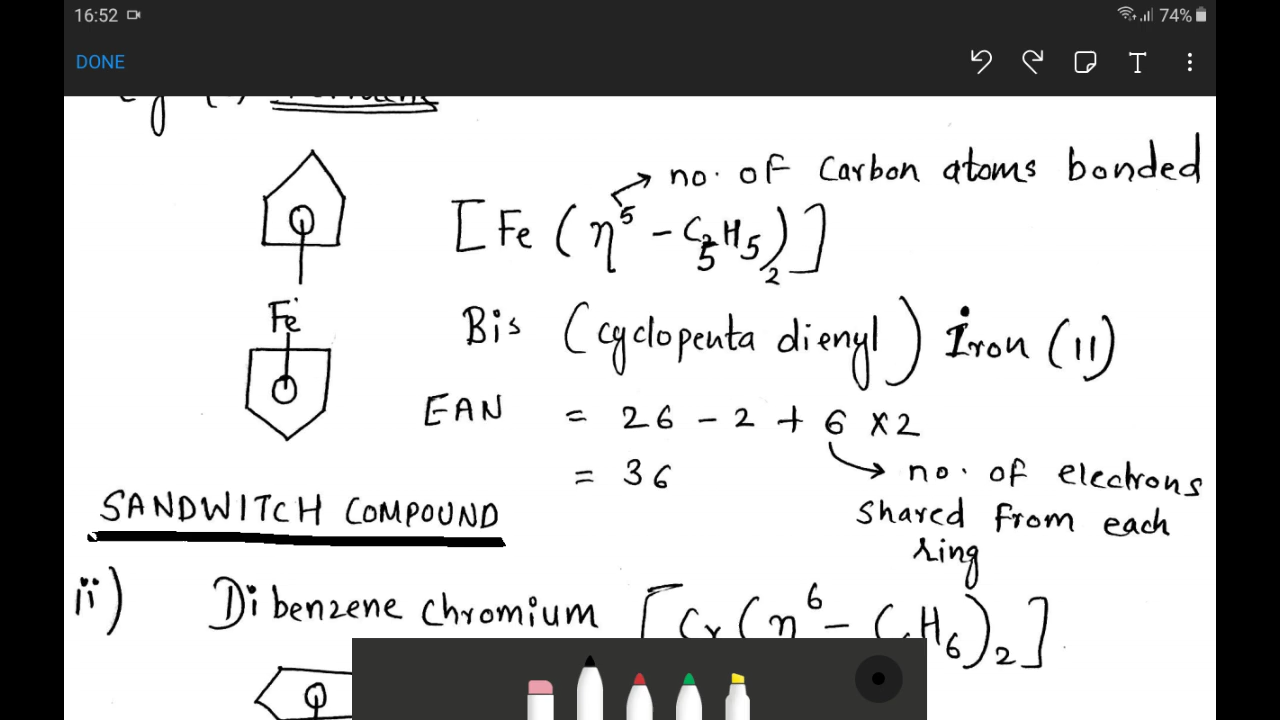 16:52 74%
DONE T
no. of Carbon atoms bonded
[Fe (η⁵ – C₅H₅)₂]
Fe
Bis (cyclopenta dienyl) Iron (II)
EAN = 26 – 2 + 6 × 2
= 36
no. of electrons
shared from each
ring
SANDWITCH COMPOUND
ii) Dibenzene chromium [Cr (η⁶ – C₆H₆)₂]